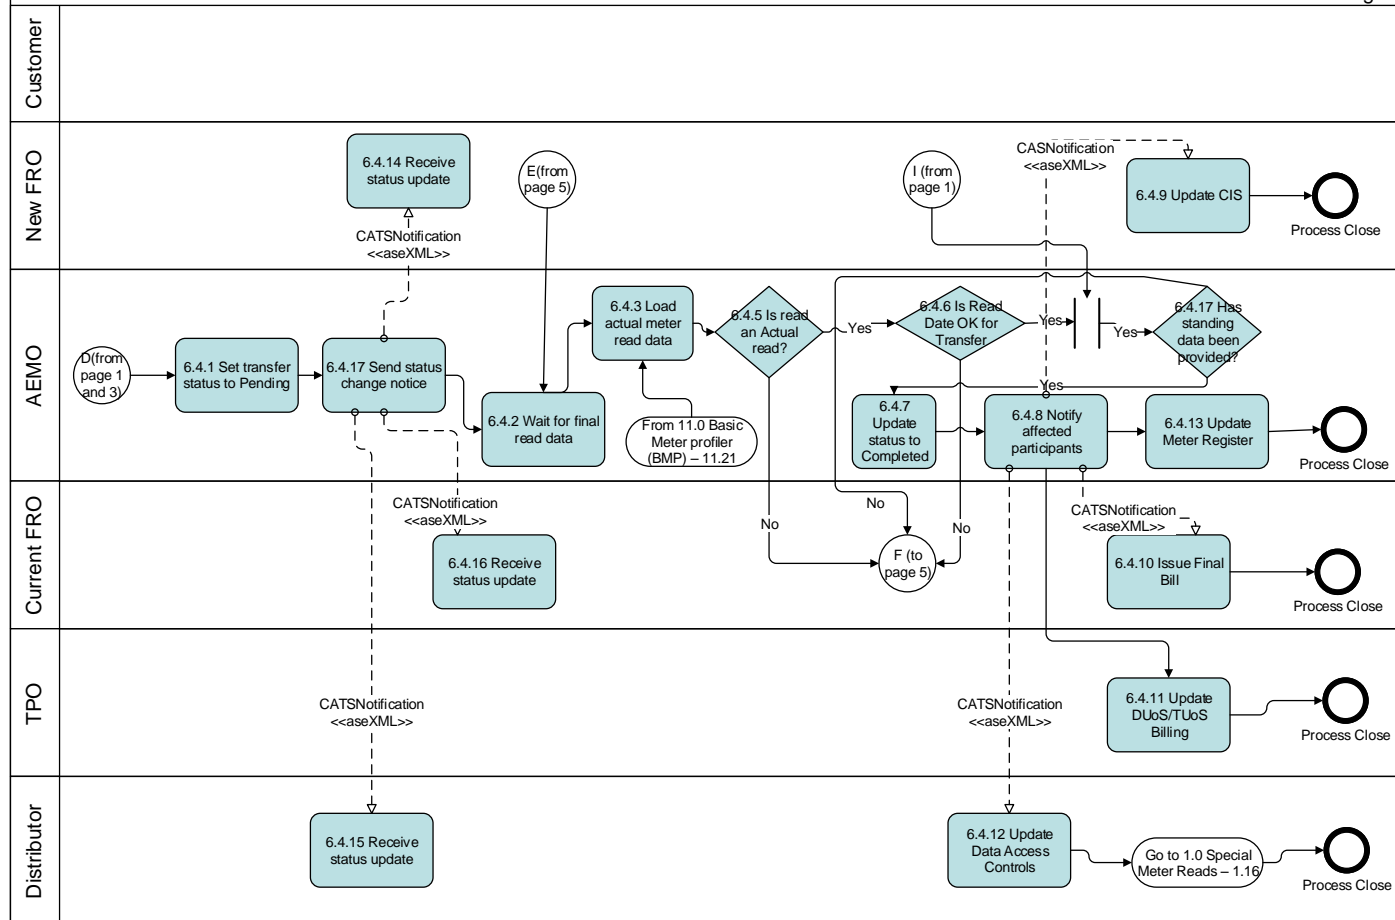 Customer
New FRO
6.4.14 Receive
status update
CATSNotification
<<aseXML>>
E(from
page 5)
I (from
page 1)
CASNotification
<<aseXML>>
6.4.9 Update CIS
Process Close
AEMO
D(from
page 1
and 3)
6.4.1 Set transfer
status to Pending
6.4.17 Send status
change notice
6.4.2 Wait for final
read data
6.4.3 Load
actual meter
read data
From 11.0 Basic
Meter profiler
(BMP) – 11.21
6.4.5 Is read
an Actual
read?
Yes
6.4.6 Is Read
Date OK for
Transfer
Yes
Yes
6.4.17 Has
standing
data been
provided?
Yes
6.4.7
Update
status to
Completed
6.4.8 Notify
affected
participants
6.4.13 Update
Meter Register
Process Close
Current FRO
CATSNotification
<<aseXML>>
6.4.16 Receive
status update
No
No
No
F (to
page 5)
CATSNotification
<<aseXML>>
6.4.10 Issue Final
Bill
Process Close
TPO
CATSNotification
<<aseXML>>
CATSNotification
<<aseXML>>
6.4.11 Update
DUoS/TUoS
Billing
Process Close
Distributor
6.4.15 Receive
status update
6.4.12 Update
Data Access
Controls
Go to 1.0 Special
Meter Reads – 1.16
Process Close